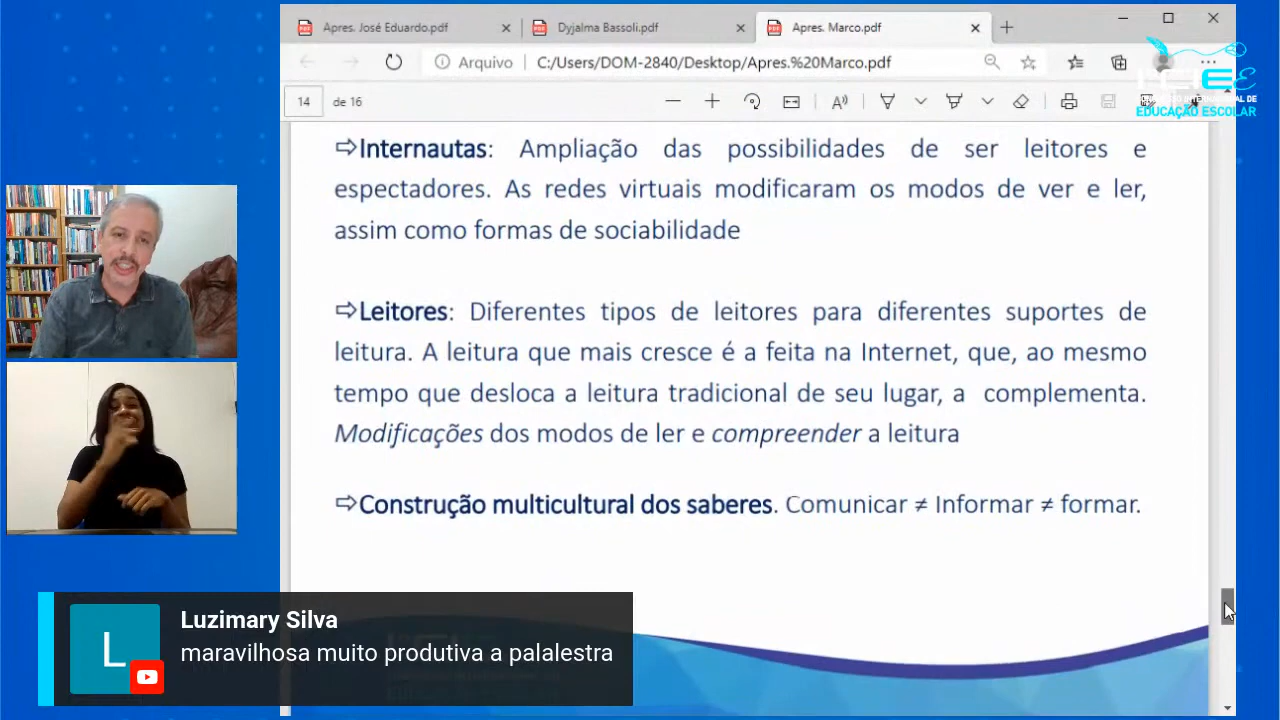 Apres. José Eduardo.pdf
Dyjalma Bassoli.pdf
Apres. Marco.pdf
Arquivo
C:/Users/DOM-2840/Desktop/Apres.%20Marco.pdf
14
de 16
EDUCAÇÃO ESCOLAR
⇨Internautas: Ampliação das possibilidades de ser leitores e
espectadores. As redes virtuais modificaram os modos de ver e ler,
assim como formas de sociabilidade
⇨Leitores: Diferentes tipos de leitores para diferentes suportes de
leitura. A leitura que mais cresce é a feita na Internet, que, ao mesmo
tempo que desloca a leitura tradicional de seu lugar, a complementa.
Modificações dos modos de ler e compreender a leitura
⇨Construção multicultural dos saberes. Comunicar ≠ Informar ≠ formar.
L
Luzimary Silva
maravilhosa muito produtiva a palalestra